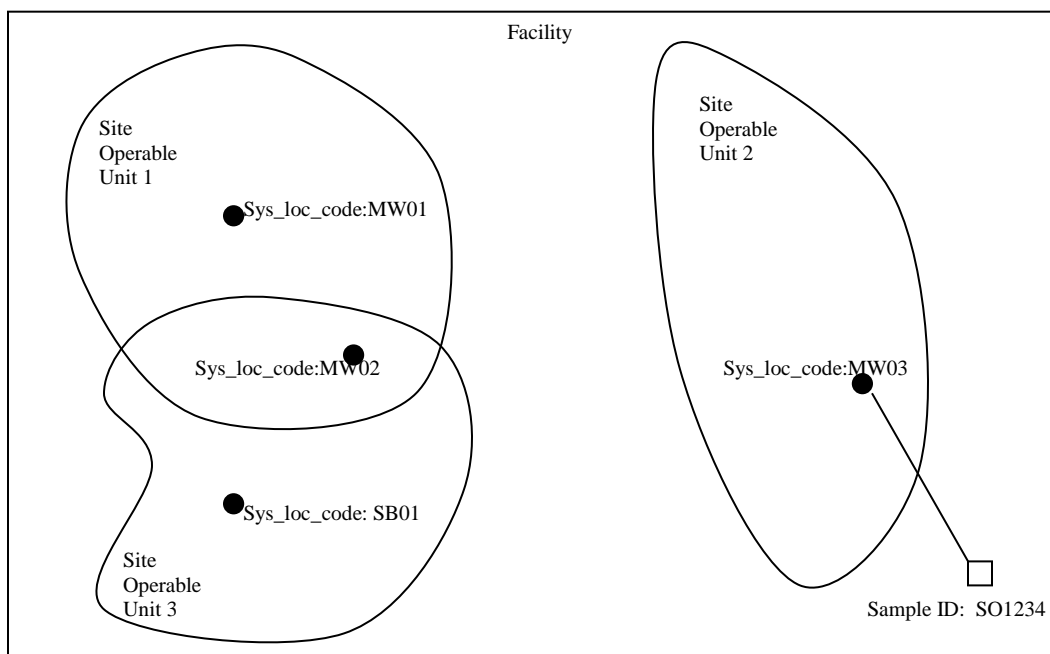 Facility
Site
Operable
Unit 1
Site
Operable
Unit 2
Sys_loc_code:MW01
Sys_loc_code:MW02
Sys_loc_code:MW03
Sys_loc_code: SB01
Site
Operable
Unit 3
Sample ID:  SO1234